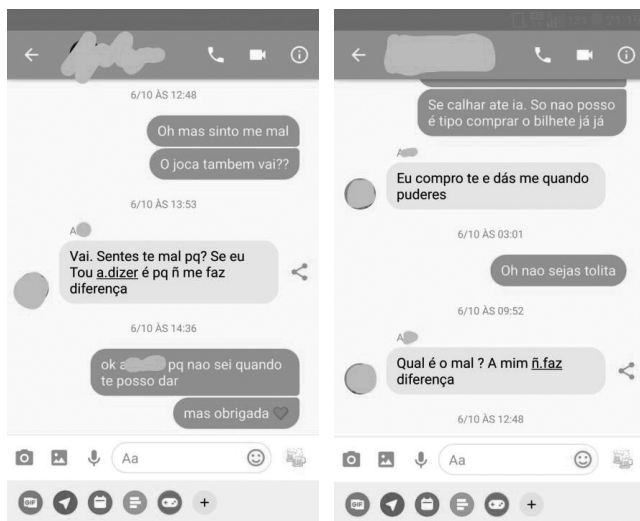 6/10 ÀS 12:48
Oh mas sinto me mal
O joca tambem vai??
6/10 ÀS 13:53
A
Vai. Sentes te mal pq? Se eu
Tou a.dizer é pq ñ me faz
diferença
6/10 ÀS 14:36
ok a pq nao sei quando
te posso dar
mas obrigada
Aa
GIF
21:35
Se calhar ate ia. So nao posso
é tipo comprar o bilhete já já
A
Eu compro te e dás me quando
puderes
6/10 ÀS 03:01
Oh nao sejas tolita
6/10 ÀS 09:52
A
Qual é o mal ? A mim ñ.faz
diferença
6/10 ÀS 12:48
Aa
GIF